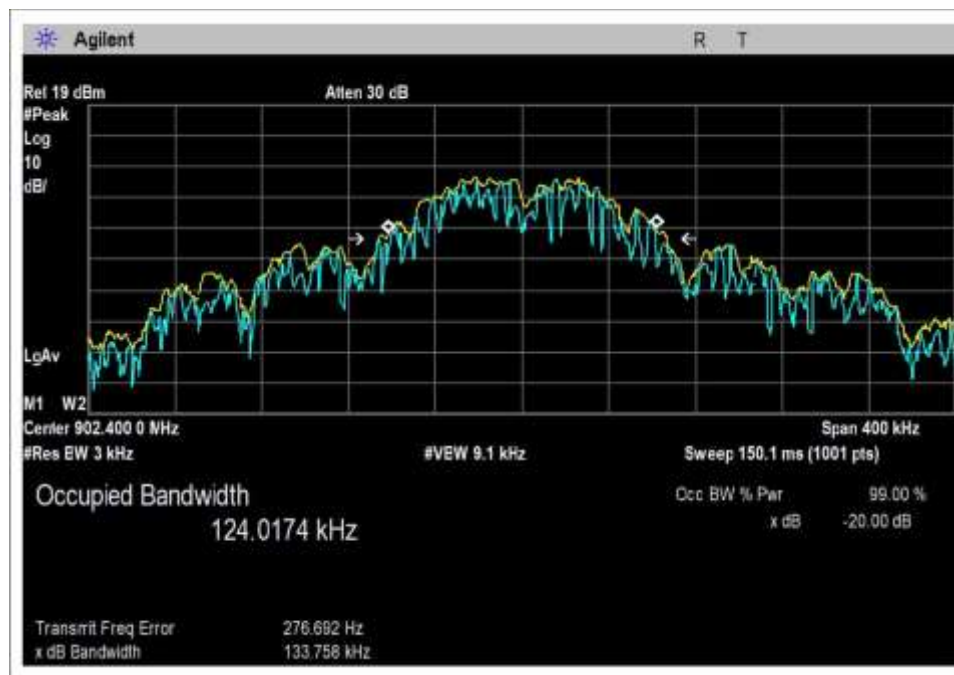 Agilent R T
Ref 19 dBm Atten 30 dB
#Peak
Log
10
dB/
LgAv
M1 W2
Center 902.400 0 MHz Span 400 kHz
#Res BW 3 kHz #VBW 9.1 kHz Sweep 150.1 ms (1001 pts)
Occupied Bandwidth Occ BW % Pwr 99.00 %
124.0174 kHz x dB -20.00 dB
Transmit Freq Error 276.692 Hz
x dB Bandwidth 133.758 kHz